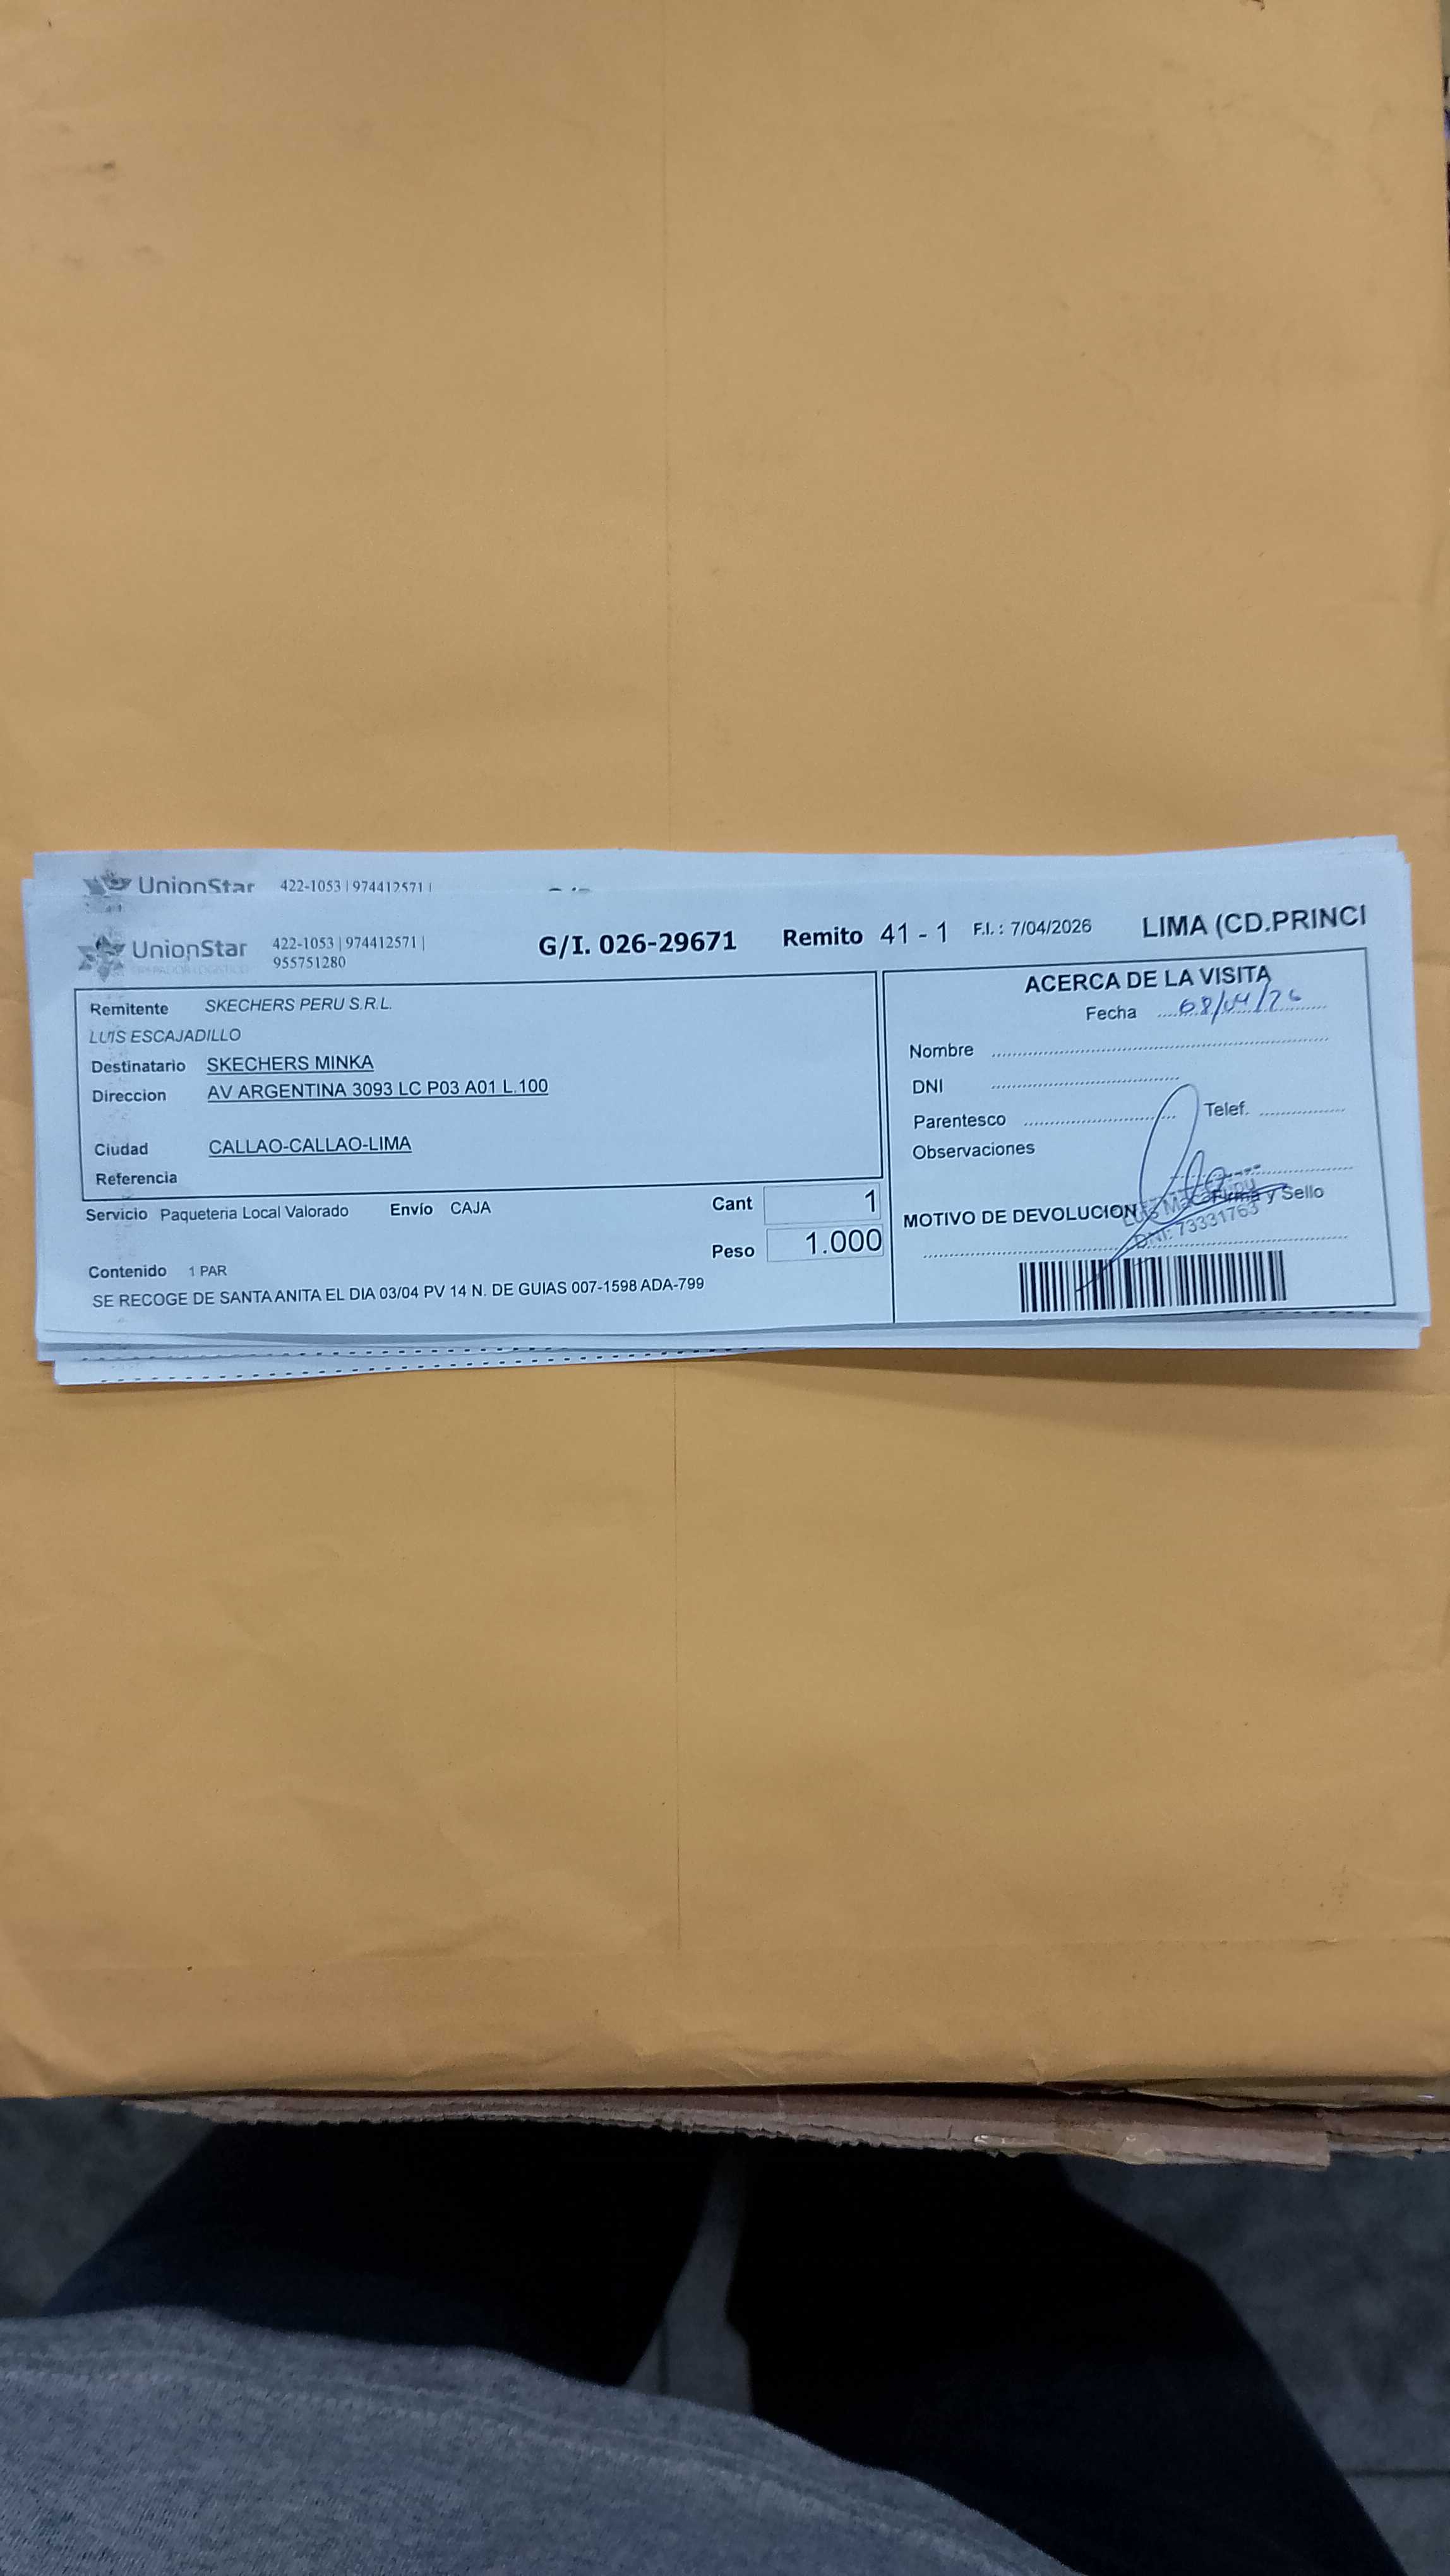 UnionStar 422-1053 | 974412571 |
UnionStar 422-1053 | 974412571 |
955751280
G/I. 026-29671 Remito 41 - 1 F.I. : 7/04/2026 LIMA (CD.PRINCI
Remitente SKECHERS PERU S.R.L.
LUIS ESCAJADILLO
Destinatario SKECHERS MINKA
Direccion AV ARGENTINA 3093 LC P03 A01 L.100
Ciudad CALLAO-CALLAO-LIMA
Referencia
Servicio Paqueteria Local Valorado Envío CAJA Cant 1
Peso 1.000
Contenido 1 PAR
SE RECOGE DE SANTA ANITA EL DIA 03/04 PV 14 N. DE GUIAS 007-1598 ADA-799
ACERCA DE LA VISITA
Fecha 08/04/26
Nombre
DNI
Parentesco Telef.
Observaciones
Firma y Sello
MOTIVO DE DEVOLUCION
Luis
DNI: 73331763